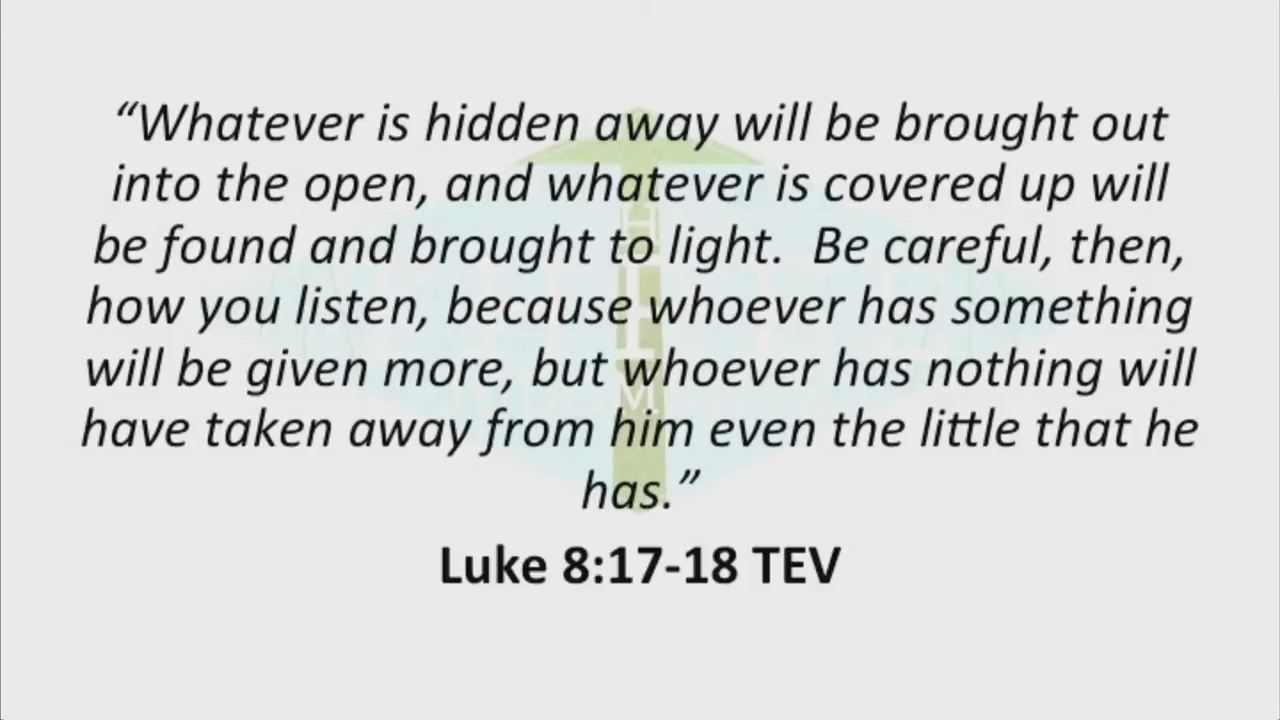 “Whatever is hidden away will be brought out
into the open, and whatever is covered up will
be found and brought to light.  Be careful, then,
how you listen, because whoever has something
will be given more, but whoever has nothing will
have taken away from him even the little that he
has.”
Luke 8:17-18 TEV